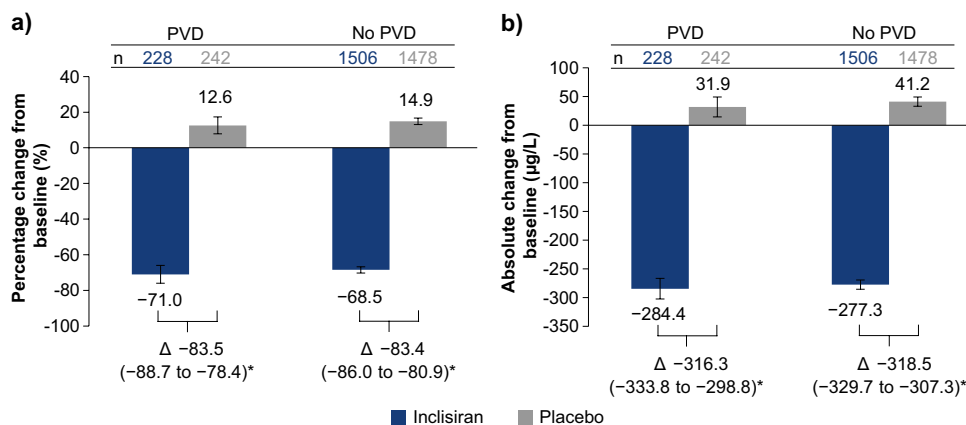 a)
PVD No PVD
n 228 242 1506 1478
Percentage change from
baseline (%)
40
20
0
-20
-40
-60
-80
-100
12.6
14.9
−71.0
−68.5
Δ −83.5
(−88.7 to −78.4)*
Δ −83.4
(−86.0 to −80.9)*
b)
PVD No PVD
n 228 242 1506 1478
Absolute change from
baseline (µg/L)
100
50
0
-50
-100
-150
-200
-250
-300
-350
31.9
41.2
−284.4
−277.3
Δ −316.3
(−333.8 to −298.8)*
Δ −318.5
(−329.7 to −307.3)*
Inclisiran Placebo